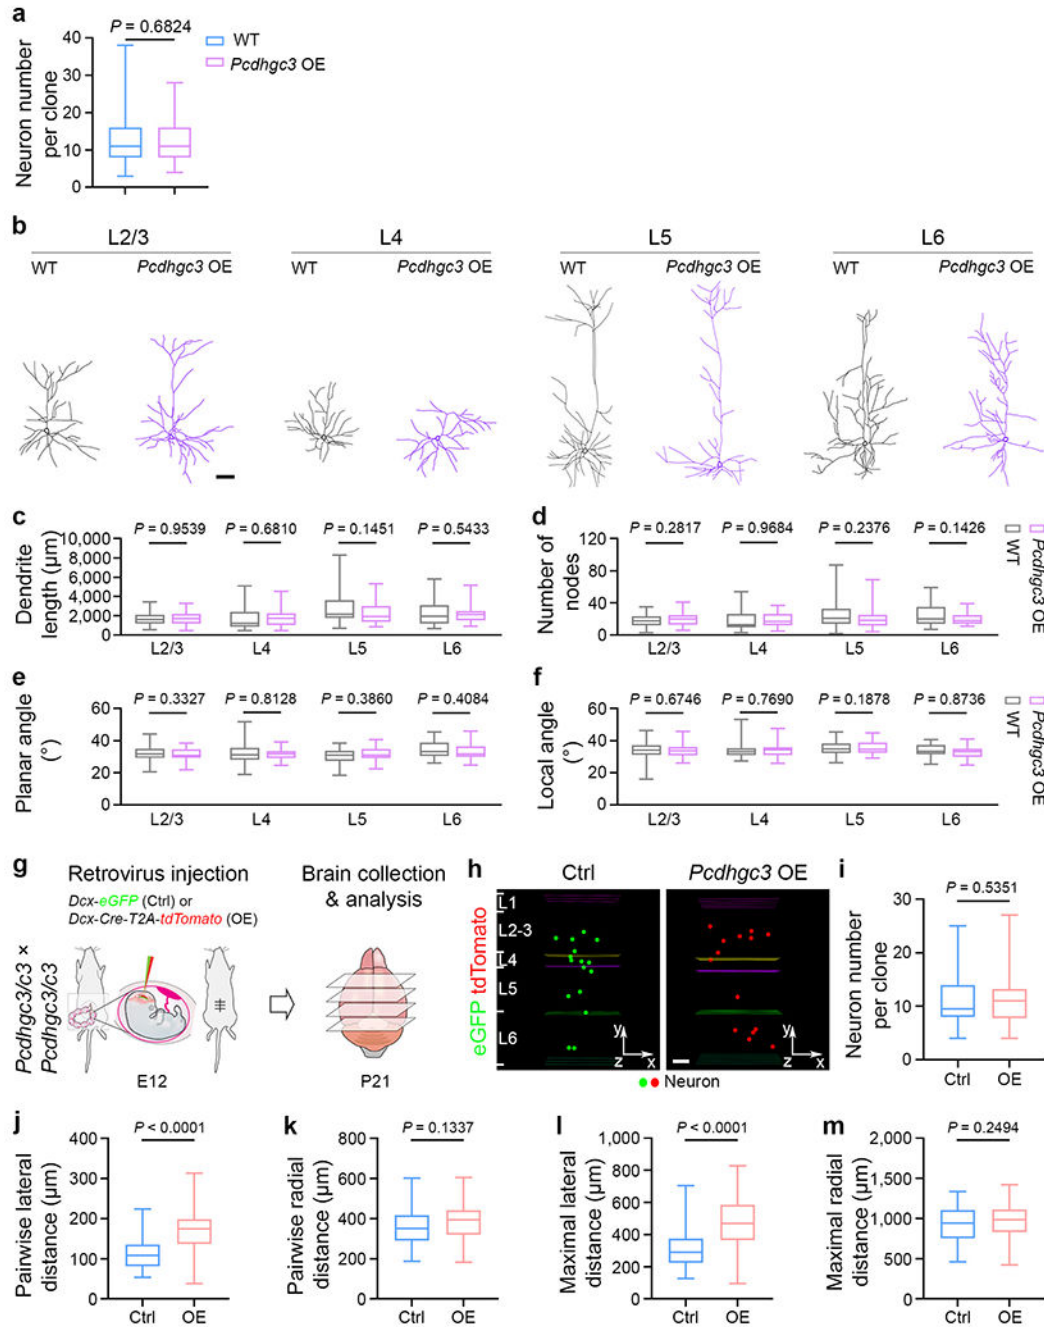 a
P = 0.6824
WT
Pcdhgc3 OE
Neuron number
per clone
40
30
20
10
0
b
L2/3
L4
L5
L6
WT
Pcdhgc3 OE
WT
Pcdhgc3 OE
WT
Pcdhgc3 OE
WT
Pcdhgc3 OE
c
P = 0.9539
P = 0.6810
P = 0.1451
P = 0.5433
Dendrite
length (μm)
10,000
8,000
6,000
4,000
2,000
0
L2/3
L4
L5
L6
d
P = 0.2817
P = 0.9684
P = 0.2376
P = 0.1426
Number of
nodes
120
80
40
0
L2/3
L4
L5
L6
WT
Pcdhgc3 OE
e
P = 0.3327
P = 0.8128
P = 0.3860
P = 0.4084
Planar angle
(°)
60
40
20
0
L2/3
L4
L5
L6
f
P = 0.6746
P = 0.7690
P = 0.1878
P = 0.8736
Local angle
(°)
60
40
20
0
L2/3
L4
L5
L6
WT
Pcdhgc3 OE
g
Retrovirus injection
Dcx-eGFP (Ctrl) or
Dcx-Cre-T2A-tdTomato (OE)
Pcdhgc3/c3 ×
Pcdhgc3/c3
E12
Brain collection
& analysis
P21
h
Ctrl
Pcdhgc3 OE
eGFP tdTomato
L1
L2-3
L4
L5
L6
y
z
x
y
z
x
Neuron
i
P = 0.5351
Neuron number
per clone
30
20
10
0
Ctrl
OE
j
P < 0.0001
Pairwise lateral
distance (μm)
400
300
200
100
0
Ctrl
OE
k
P = 0.1337
Pairwise radial
distance (μm)
800
600
400
200
0
Ctrl
OE
l
P < 0.0001
Maximal lateral
distance (μm)
1,000
800
600
400
200
0
Ctrl
OE
m
P = 0.2494
Maximal radial
distance (μm)
2,000
1,500
1,000
500
0
Ctrl
OE